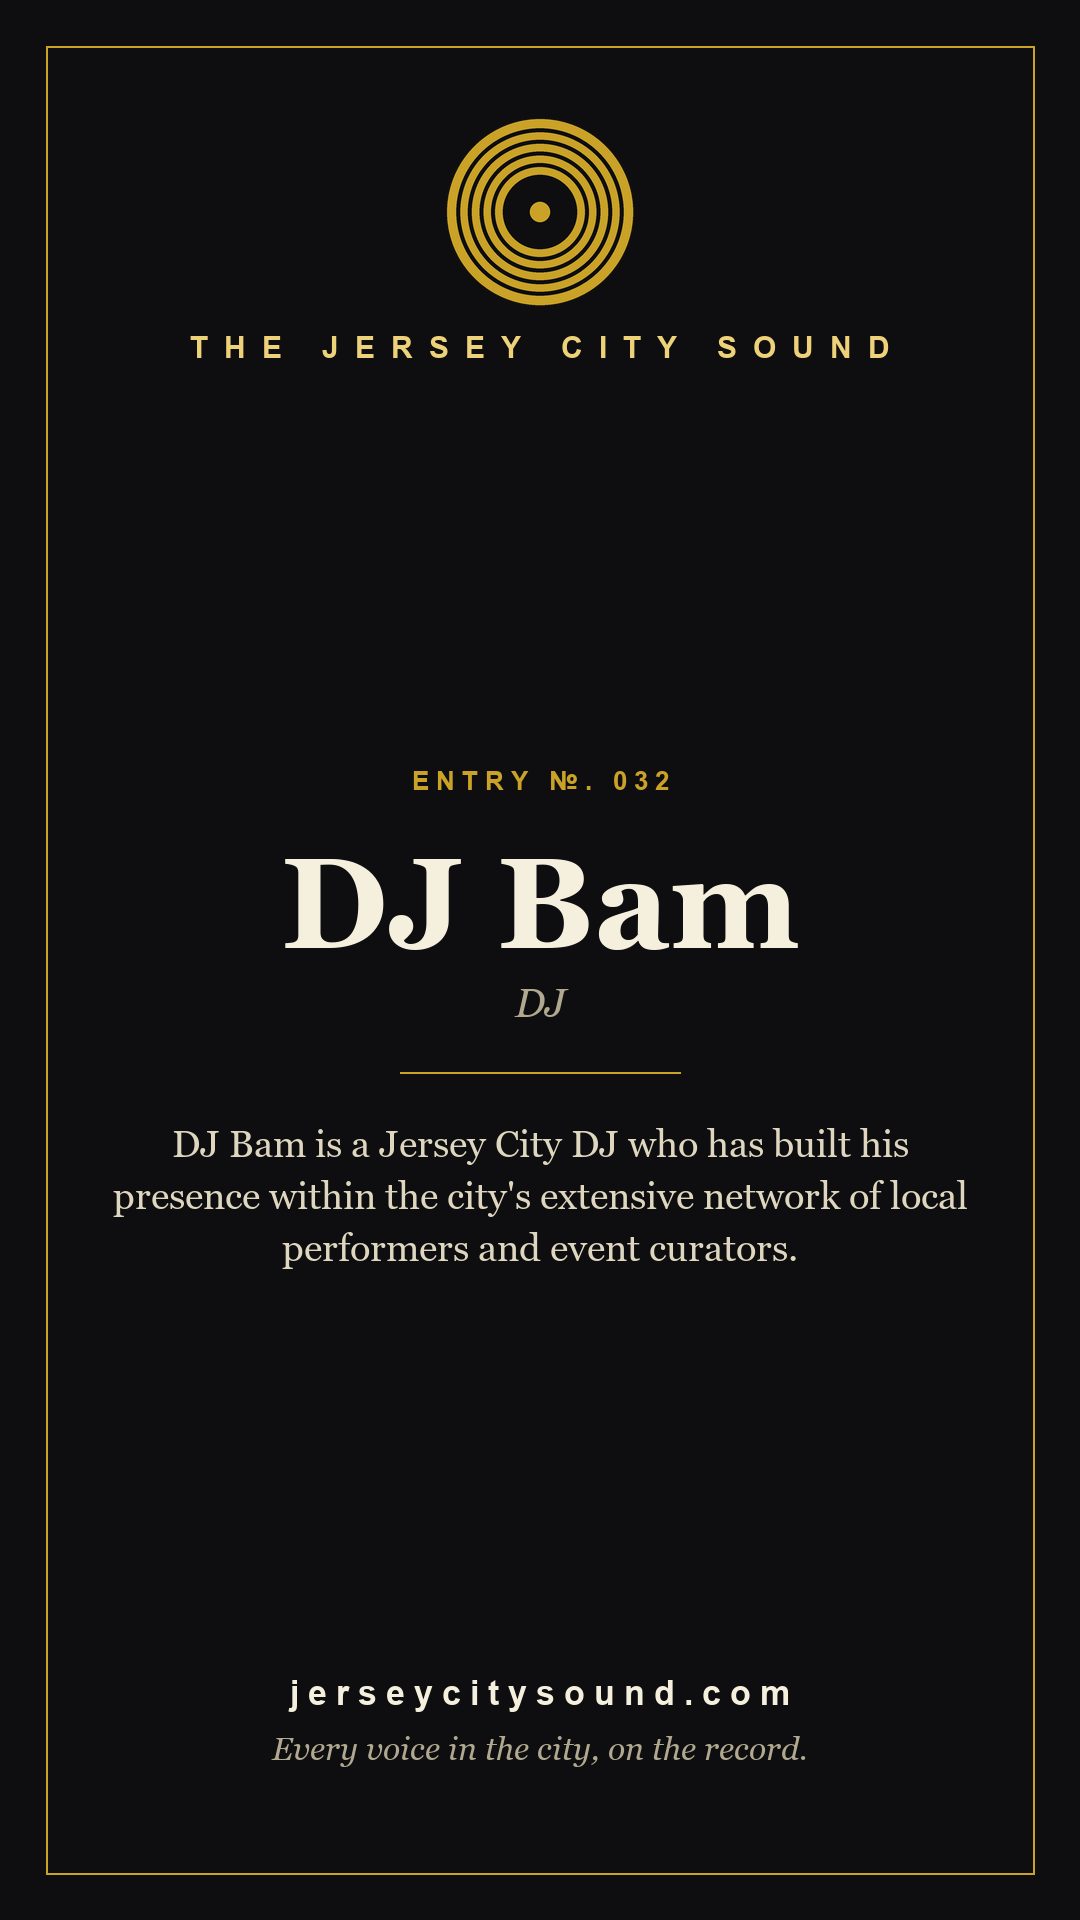 THE JERSEY CITY SOUND
ENTRY №. 032
DJ Bam
DJ
DJ Bam is a Jersey City DJ who has built his
presence within the city's extensive network of local
performers and event curators.
jerseycitysound.com
Every voice in the city, on the record.